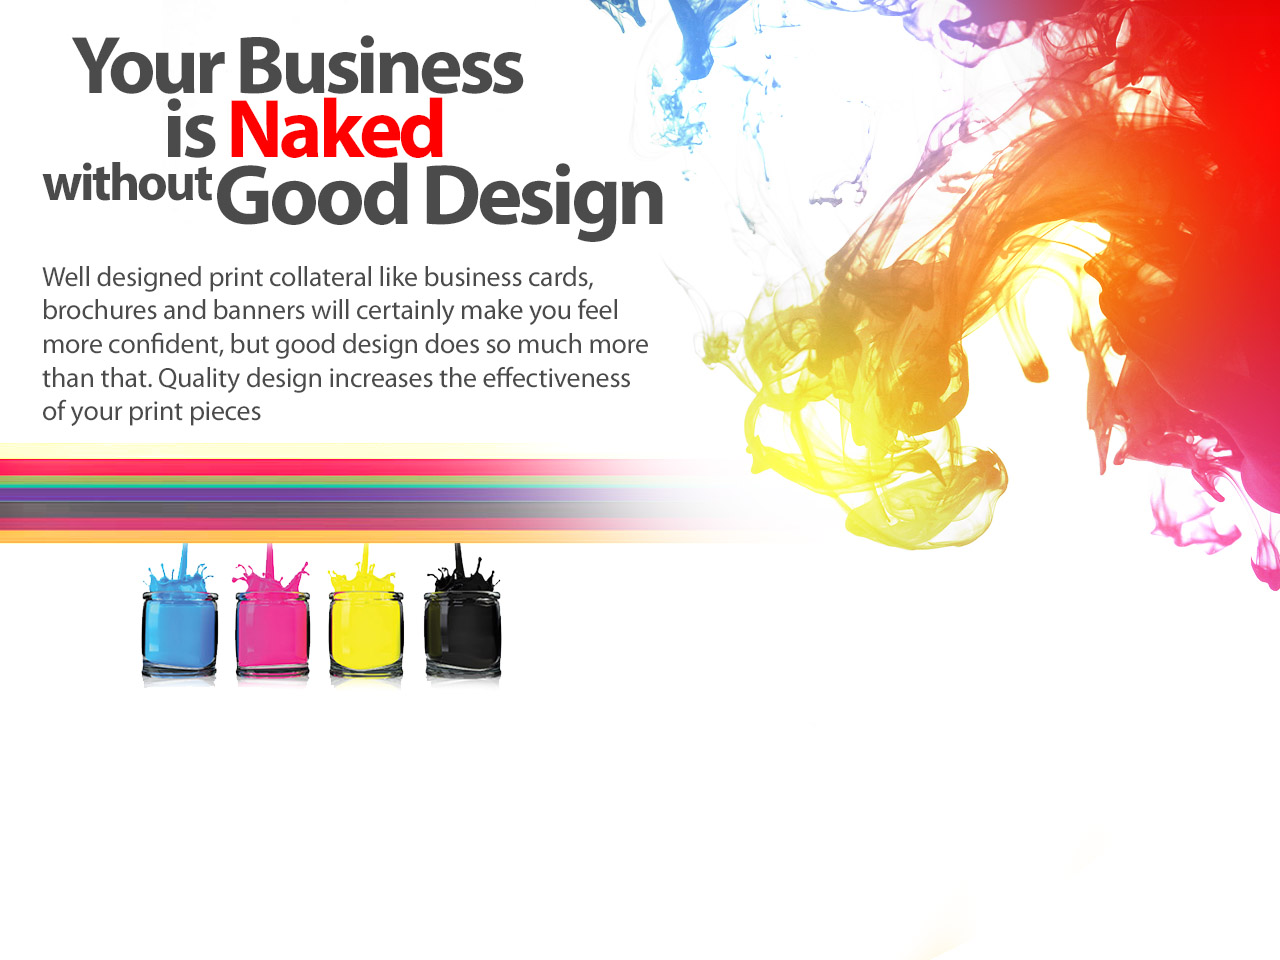 Your Business
is Naked
without Good Design
Well designed print collateral like business cards,
brochures and banners will certainly make you feel
more confident, but good design does so much more
than that. Quality design increases the effectiveness
of your print pieces